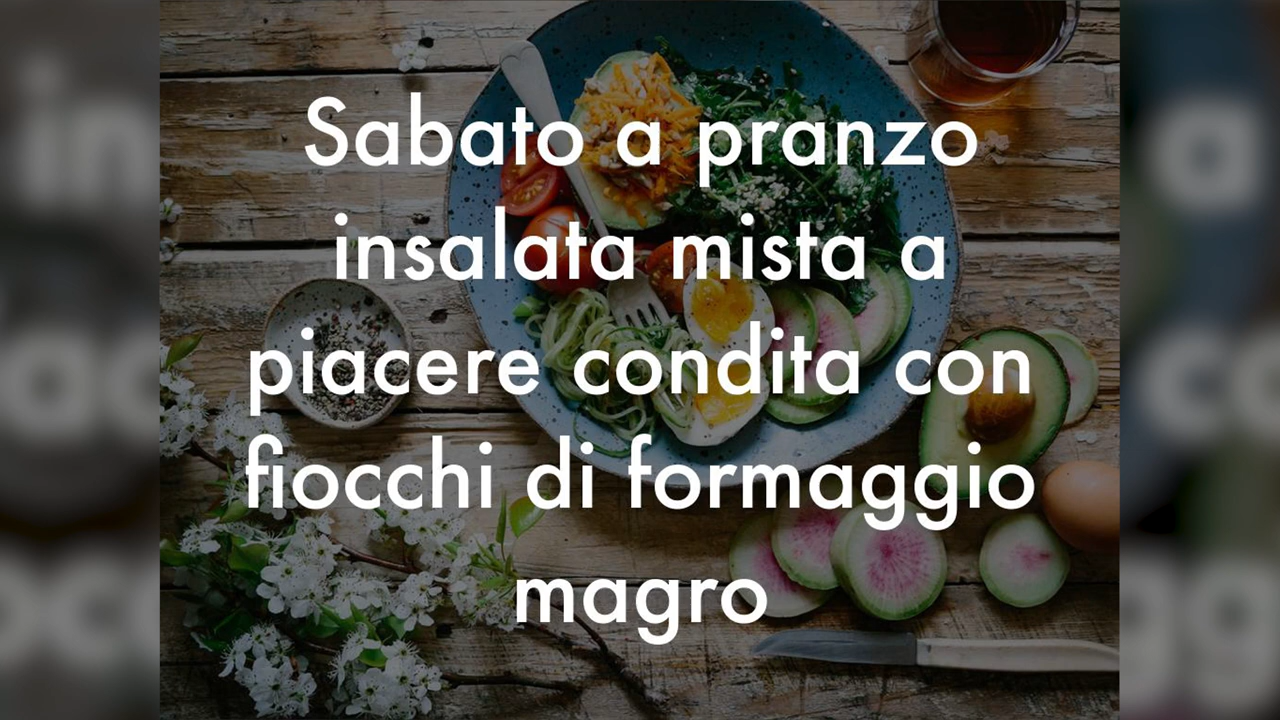 Sabato a pranzo
insalata mista a
piacere condita con
fiocchi di formaggio
magro